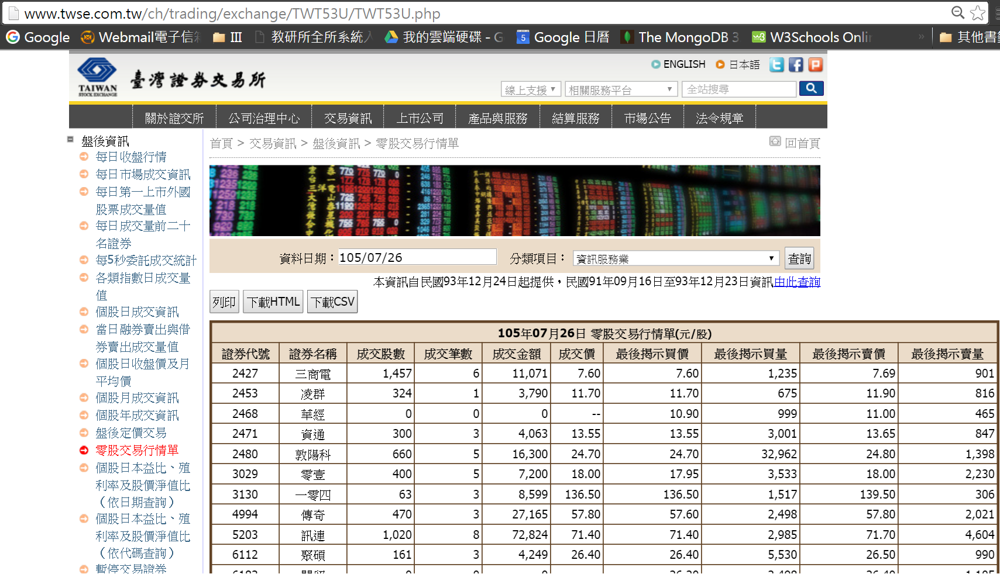 www.twse.com.tw/ch/trading/exchange/TWT53U/TWT53U.php
Google
Webmail電子信
III
教研所全所系統
我的雲端硬碟 - G
5
Google 日曆
The MongoDB 3
w3
W3Schools Onli
»
其他書
TAIWAN
STOCK EXCHANGE
臺灣證券交易所
ENGLISH
日本語
線上支援
相關服務平台
全站搜尋
關於證交所
公司治理中心
交易資訊
上市公司
產品與服務
結算服務
市場公告
法令規章
盤後資訊
每日收盤行情
每日市場成交資訊
每日第一上市外國
股票成交量值
每日成交量前二十
名證券
每5秒委託成交統計
各類指數日成交量
值
個股日成交資訊
當日融券賣出與借
券賣出成交量值
個股日收盤價及月
平均價
個股月成交資訊
個股年成交資訊
盤後定價交易
零股交易行情單
個股日本益比、殖
利率及股價淨值比
（依日期查詢）
個股日本益比、殖
利率及股價淨值比
（依代碼查詢）
暫停交易證券
首頁 > 交易資訊 > 盤後資訊 > 零股交易行情單
回首頁
資料日期：105/07/26 分類項目：資訊服務業 查詢
本資訊自民國93年12月24日起提供，民國91年09月16日至93年12月23日資訊由此查詢
列印 下載HTML 下載CSV
105年07月26日 零股交易行情單(元/股)
證券代號 證券名稱 成交股數 成交筆數 成交金額 成交價 最後揭示買價 最後揭示買量 最後揭示賣價 最後揭示賣量
2427 三商電 1,457 6 11,071 7.60 7.60 1,235 7.69 901
2453 凌群 324 1 3,790 11.70 11.70 675 11.90 816
2468 華經 0 0 0 -- 10.90 999 11.00 465
2471 資通 300 3 4,063 13.55 13.55 3,001 13.65 847
2480 敦陽科 660 5 16,300 24.70 24.70 32,962 24.80 1,398
3029 零壹 400 5 7,200 18.00 17.95 3,533 18.00 2,230
3130 一零四 63 3 8,599 136.50 136.50 1,517 139.50 306
4994 傳奇 470 3 27,165 57.80 57.60 2,498 57.80 2,021
5203 訊連 1,020 8 72,824 71.40 71.40 2,985 71.70 4,604
6112 聚碩 161 3 4,249 26.40 26.40 5,530 26.50 990